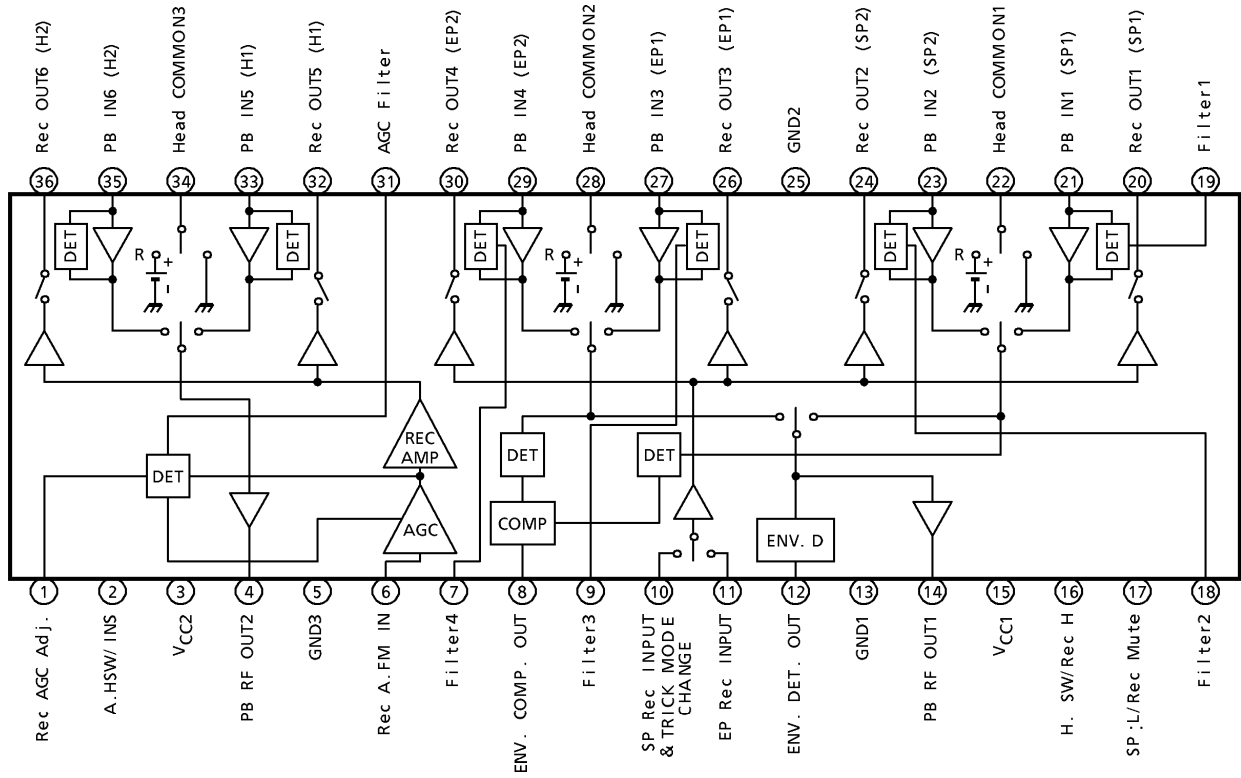 Rec OUT6 (H2)
PB IN6 (H2)
Head COMMON3
PB IN5 (H1)
Rec OUT5 (H1)
AGC Filter
Rec OUT4 (EP2)
PB IN4 (EP2)
Head COMMON2
PB IN3 (EP1)
Rec OUT3 (EP1)
GND2
Rec OUT2 (SP2)
PB IN2 (SP2)
Head COMMON1
PB IN1 (SP1)
Rec OUT1 (SP1)
Filter1
36 35 34 33 32 31 30 29 28 27 26 25 24 23 22 21 20 19
DET
R
+
-
DET
DET
R
+
-
DET
DET
R
+
-
DET
REC
AMP
DET
DET
DET
AGC
COMP
ENV. D
1 2 3 4 5 6 7 8 9 10 11 12 13 14 15 16 17 18
Rec AGC Adj.
A.HSW/INS
VCC2
PB RF OUT2
GND3
Rec A.FM IN
Filter4
ENV. COMP. OUT
Filter3
SP Rec INPUT
& TRICK MODE
CHANGE
EP Rec INPUT
ENV. DET. OUT
GND1
PB RF OUT1
VCC1
H. SW/Rec H
SP:L/Rec Mute
Filter2